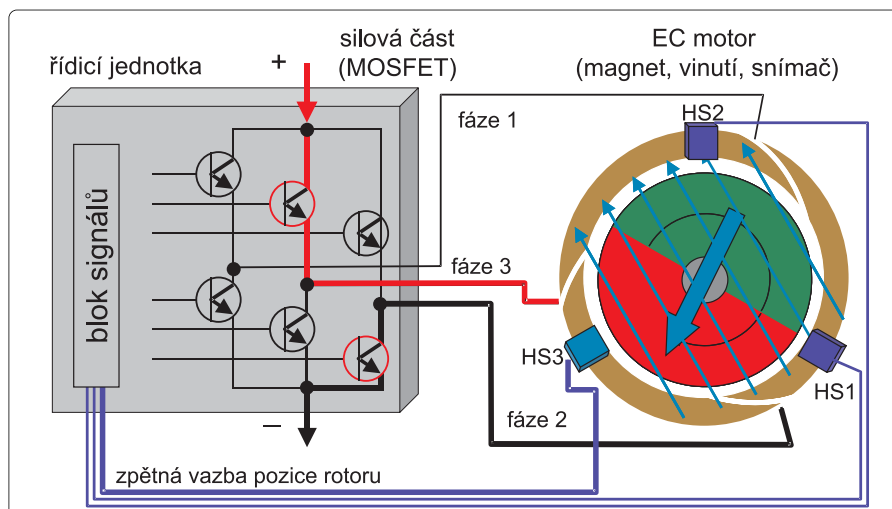 řídicí jednotka
+
silová část
(MOSFET)
EC motor
(magnet, vinutí, snímač)
fáze 1
HS2
blok signálů
fáze 3
HS3
HS1
fáze 2
–
zpětná vazba pozice rotoru